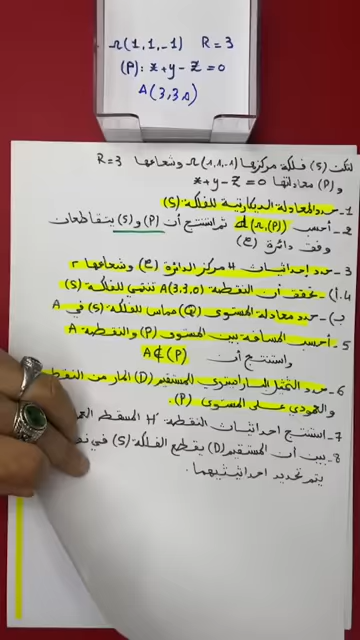 Ω(1,1,-1) R=3
(P): x+y-z=0
A(3,3,1)
لتكن (S) فلكة مركزها Ω(1,1,-1) وشعاعها R=3
و (P) معادلتها x+y-z=0
1- حدد المعادلة الديكارتية للفلكة (S)
2- أحسب d(Ω,(P)) ثم استنتج أن (P) و (S) يتقاطعان
وفق دائرة (C)
3- حدد إحداثيات H مركز الدائرة (C) وشعاعها r
4- أ) تحقق أن النقطة A(3,3,0) تنتمي للفلكة (S)
ب) حدد معادلة المستوى (Q) مماس للفلكة (S) في A
5- أحسب المسافة بين المستوى (P) والنقطة A
واستنتج أن A∉(P)
6- حدد التمثيل البارامتري للمستقيم (D) المار من النقطة
والعمودي على المستوى (P).
7- استنتج احداثيات النقطة H' المسقط
8- بين أن المستقيم (D) يقطع الفلكة (S) في
يتم تحديد احداثيتيهما.